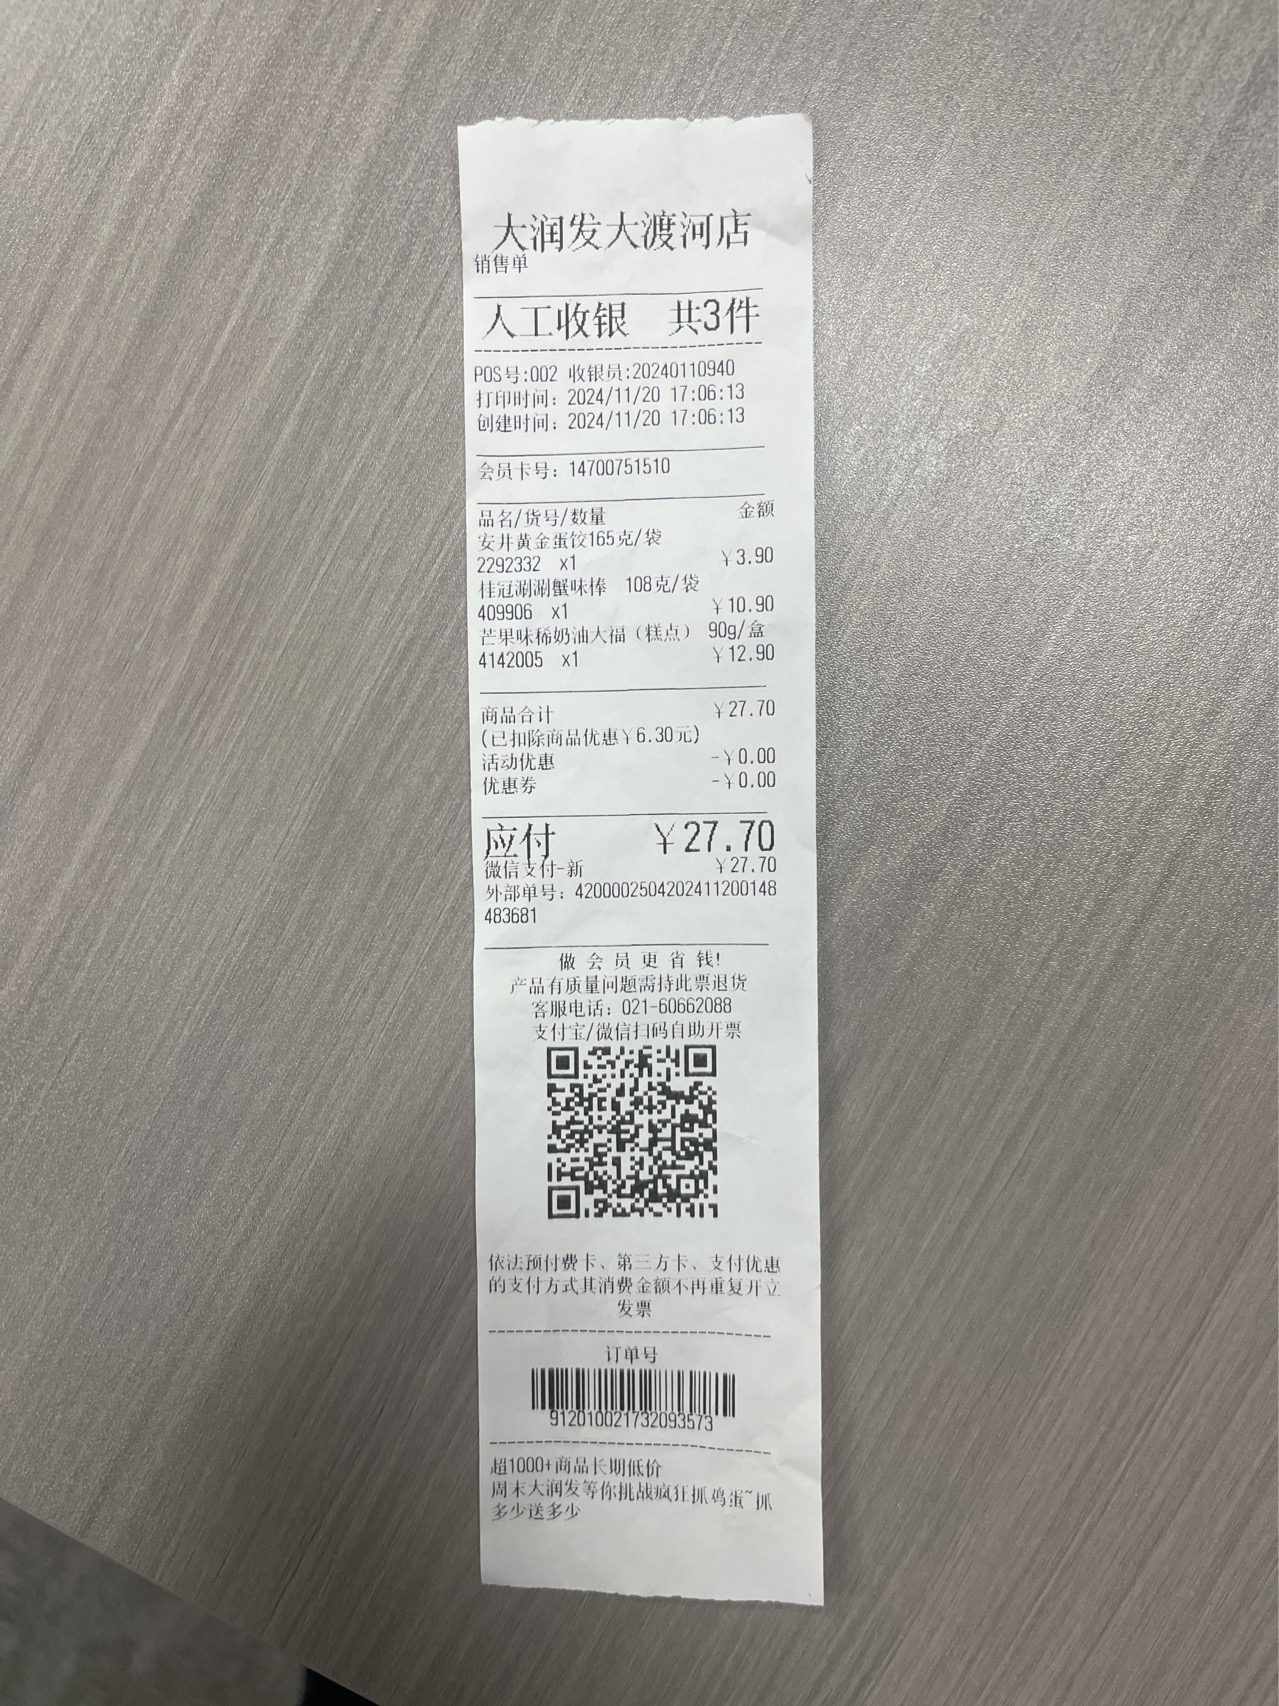 大润发大渡河店
销售单
人工收银 共3件
POS号:002 收银员:20240110940
打印时间: 2024/11/20 17:06:13
创建时间: 2024/11/20 17:06:13
会员卡号: 14700751510
品名/货号/数量 金额
安井黄金蛋饺165克/袋
2292332 x1 ￥3.90
桂冠涮涮蟹味棒 108克/袋
409906 x1 ￥10.90
芒果味稀奶油大福（糕点） 90g/盒
4142005 x1 ￥12.90
商品合计 ￥27.70
(已扣除商品优惠￥6.30元)
活动优惠 -￥0.00
优惠券 -￥0.00
应付 ￥27.70
微信支付-新 ￥27.70
外部单号: 4200002504202411200148
483681
做 会 员 更 省 钱!
产品有质量问题需持此票退货
客服电话: 021-60662088
支付宝/微信扫码自助开票
依法预付费卡、第三方卡、支付优惠
的支付方式其消费金额不再重复开立
发票
订单号
912010021732093573
超1000+商品长期低价
周末大润发等你挑战疯狂抓鸡蛋~抓
多少送多少